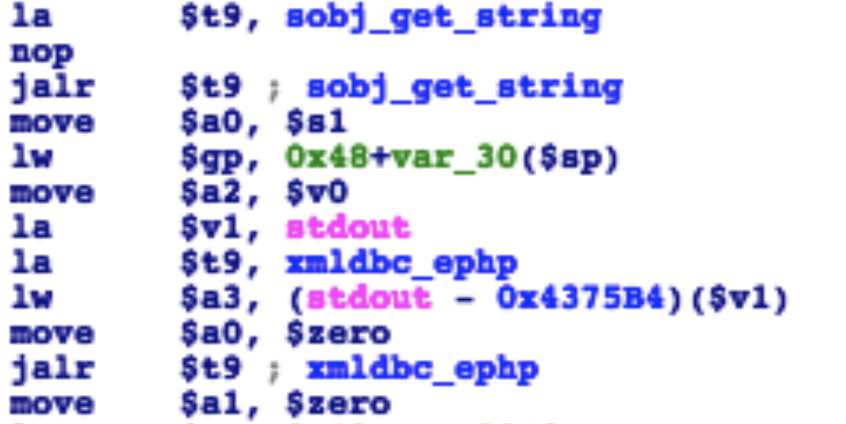 la $t9, sobj_get_string
nop
jalr $t9 ; sobj_get_string
move $a0, $s1
lw $gp, 0x48+var_30($sp)
move $a2, $v0
la $v1, stdout
la $t9, xmldbc_ephp
lw $a3, (stdout - 0x4375B4)($v1)
move $a0, $zero
jalr $t9 ; xmldbc_ephp
move $a1, $zero